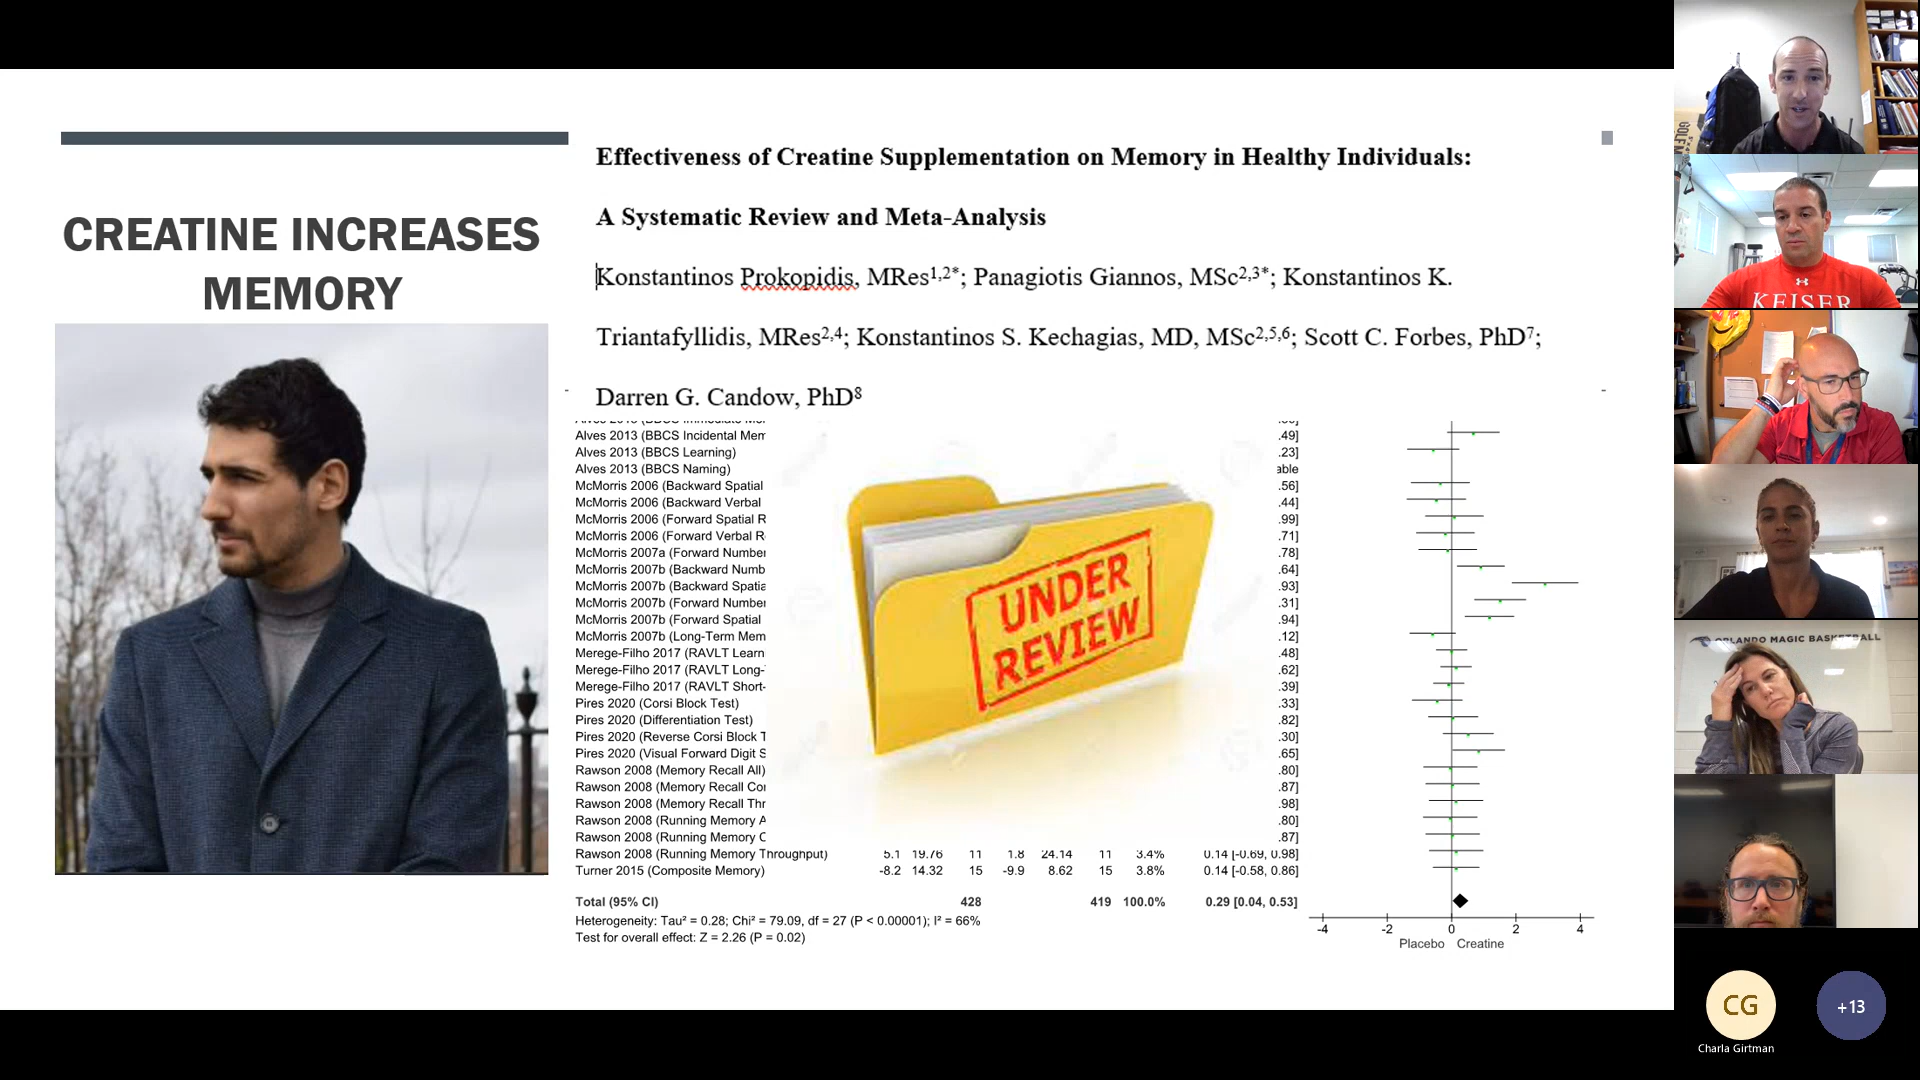 CREATINE INCREASES
MEMORY
Effectiveness of Creatine Supplementation on Memory in Healthy Individuals:
A Systematic Review and Meta-Analysis
Konstantinos Prokopidis, MRes1,2*; Panagiotis Giannos, MSc2,3*; Konstantinos K.
Triantafyllidis, MRes2,4; Konstantinos S. Kechagias, MD, MSc2,5,6; Scott C. Forbes, PhD7;
Darren G. Candow, PhD8
Alves 2013 (BBCS Incidental Mem .49]
Alves 2013 (BBCS Learning) .23]
Alves 2013 (BBCS Naming) able
McMorris 2006 (Backward Spatial .56]
McMorris 2006 (Backward Verbal .44]
McMorris 2006 (Forward Spatial R .99]
McMorris 2006 (Forward Verbal R .71]
McMorris 2007a (Forward Number .78]
McMorris 2007b (Backward Numb .64]
McMorris 2007b (Backward Spatia .93]
McMorris 2007b (Forward Number .31]
McMorris 2007b (Forward Spatial .94]
McMorris 2007b (Long-Term Mem .12]
Merege-Filho 2017 (RAVLT Learn .48]
Merege-Filho 2017 (RAVLT Long- .62]
Merege-Filho 2017 (RAVLT Short- .39]
Pires 2020 (Corsi Block Test) .33]
Pires 2020 (Differentiation Test) .82]
Pires 2020 (Reverse Corsi Block T .30]
Pires 2020 (Visual Forward Digit S .65]
Rawson 2008 (Memory Recall All) .80]
Rawson 2008 (Memory Recall Co .87]
Rawson 2008 (Memory Recall Thr .98]
Rawson 2008 (Running Memory A .80]
Rawson 2008 (Running Memory C .87]
Rawson 2008 (Running Memory Throughput) 5.1 19.76 11 1.8 24.14 11 3.4% 0.14 [-0.69, 0.98]
Turner 2015 (Composite Memory) -8.2 14.32 15 -9.9 8.62 15 3.8% 0.14 [-0.58, 0.86]
Total (95% CI) 428 419 100.0% 0.29 [0.04, 0.53]
Heterogeneity: Tau² = 0.28; Chi² = 79.09, df = 27 (P < 0.00001); I² = 66%
Test for overall effect: Z = 2.26 (P = 0.02)
-4 -2 0 2 4
Placebo Creatine
UNDER
REVIEW
KEISER
ORLANDO MAGIC BASKETBALL
CG
+13
Charla Girtman